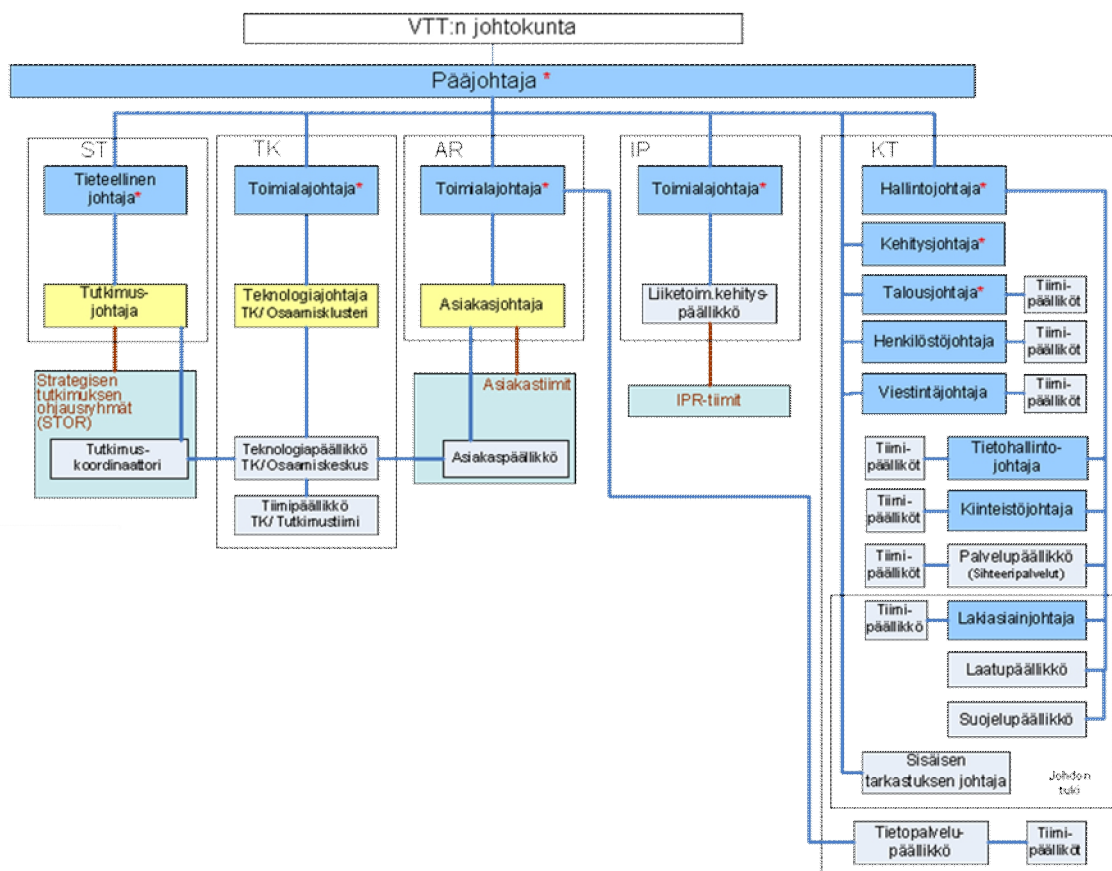 VTT:n johtokunta
Pääjohtaja *
ST
Tieteellinen
johtaja*
Tutkimus-
johtaja
Strategisen
tutkimuksen
ohjausryhmät
(STOR)
Tutkimus-
koordinaattori
TK
Toimialajohtaja*
Teknologiajohtaja
TK/ Osaamisklusteri
Teknologiapäällikkö
TK/Osaamiskeskus
Tiimipäällikkö
TK/ Tutkimustiimi
AR
Toimialajohtaja*
Asiakasjohtaja
Asiakastiimit
Asiakaspäällikkö
IP
Toimialajohtaja*
Liiketoim.kehitys-
päällikkö
IPR-tiimit
KT
Hallintojohtaja*
Kehitysjohtaja*
Talousjohtaja*
Tiimi-
päälliköt
Henkilöstöjohtaja
Tiimi-
päälliköt
Viestintäjohtaja
Tiimi-
päälliköt
Tiimi-
päälliköt
Tietohallinto-
johtaja
Tiimi-
päälliköt
Kiinteistöjohtaja
Tiimi-
päälliköt
Palvelupäällikkö
(Sihteeripalvelut)
Tiimi-
päällikkö
Lakiasiainjohtaja
Laatupäällikkö
Suojelupäällikkö
Sisäisen
tarkastuksen johtaja
Johdon
tuki
Tietopalvelu-
päällikkö
Tiimi-
päälliköt